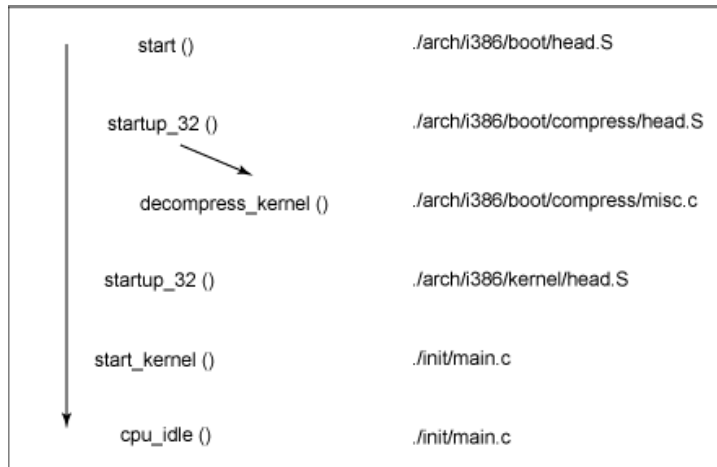 start () ./arch/i386/boot/head.S
startup_32 () ./arch/i386/boot/compress/head.S
decompress_kernel () ./arch/i386/boot/compress/misc.c
startup_32 () ./arch/i386/kernel/head.S
start_kernel () ./init/main.c
cpu_idle () ./init/main.c